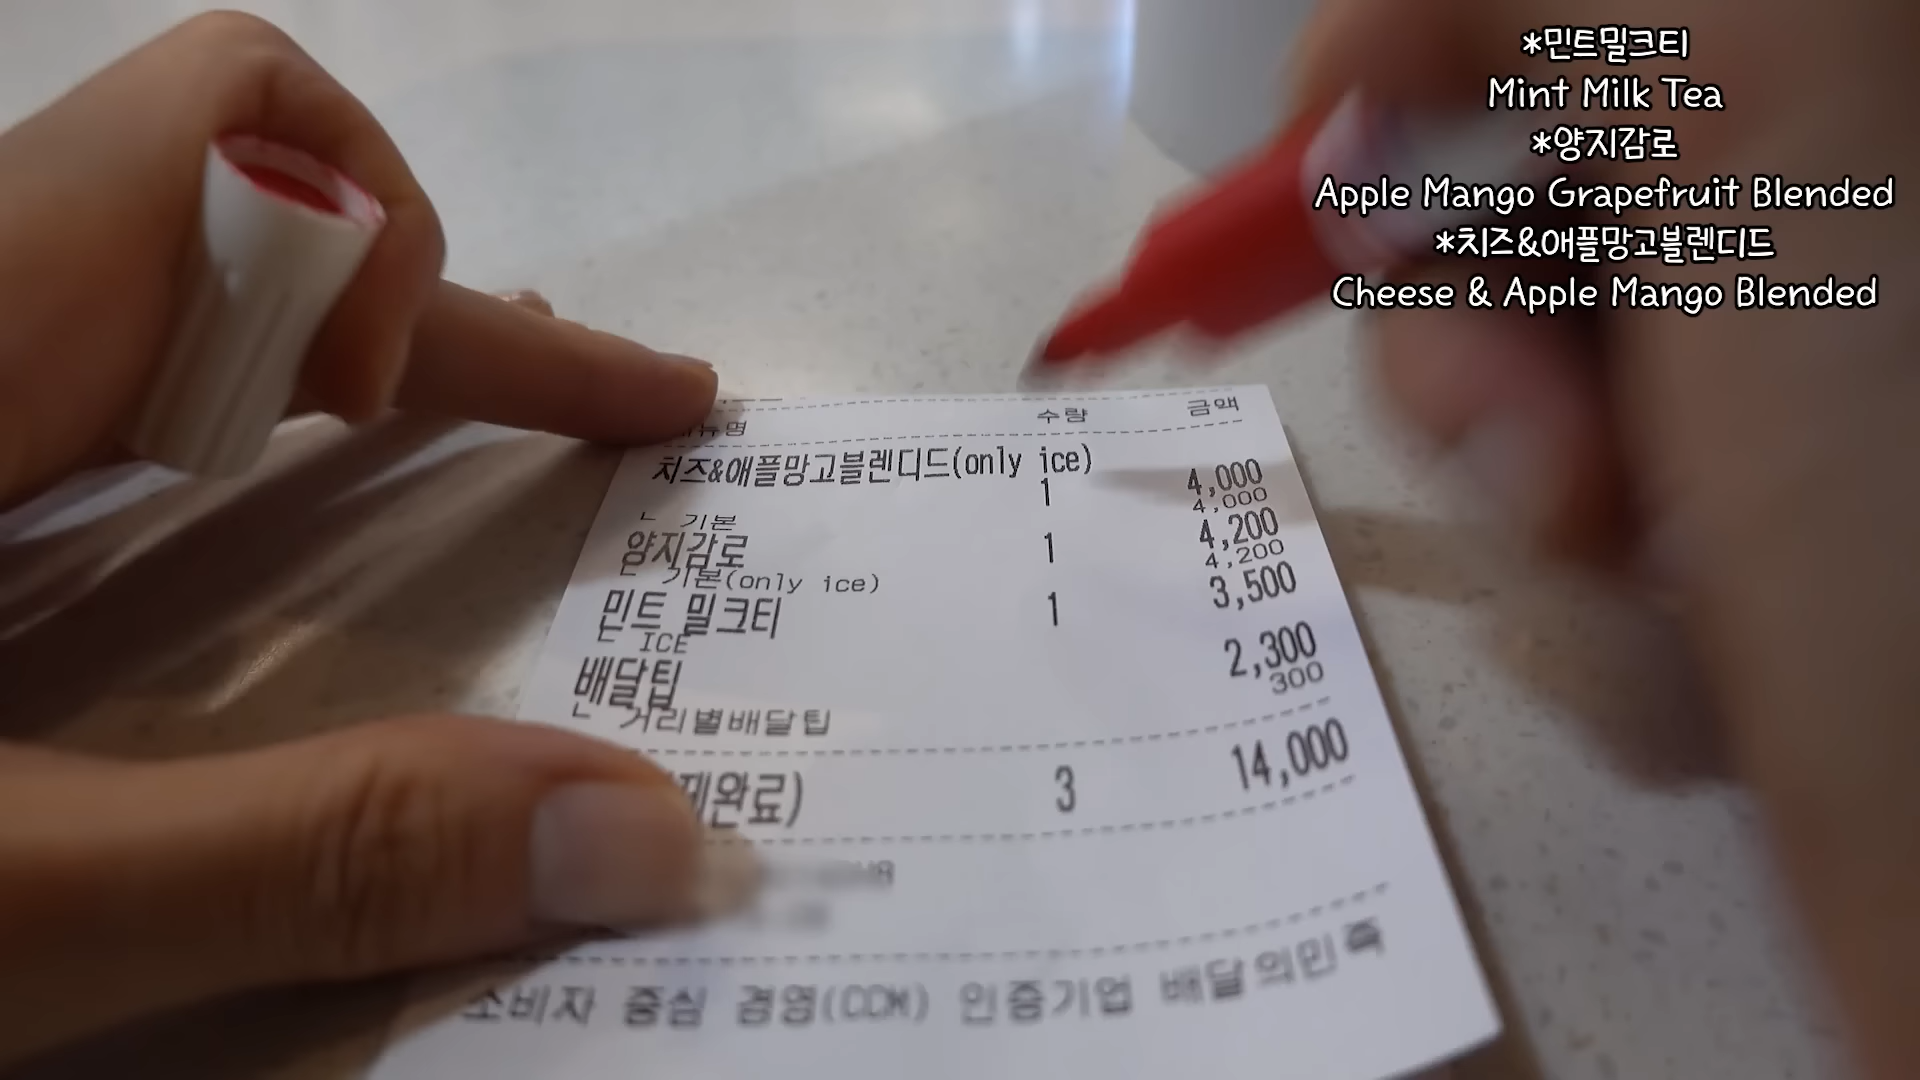 *민트밀크티
Mint Milk Tea
*양지감로
Apple Mango Grapefruit Blended
*치즈&애플망고블렌디드
Cheese & Apple Mango Blended
수량 금액
치즈&애플망고블렌디드(only ice)
1 4,000
ㄴ 기본 4,000
양지감로 1 4,200
ㄴ 기본(only ice) 4,200
민트 밀크티 1 3,500
ㄴ ICE
배달팁 2,300
ㄴ 거리별배달팁 300
3 14,000
소비자 중심 경영(CCM) 인증기업 배달의민족